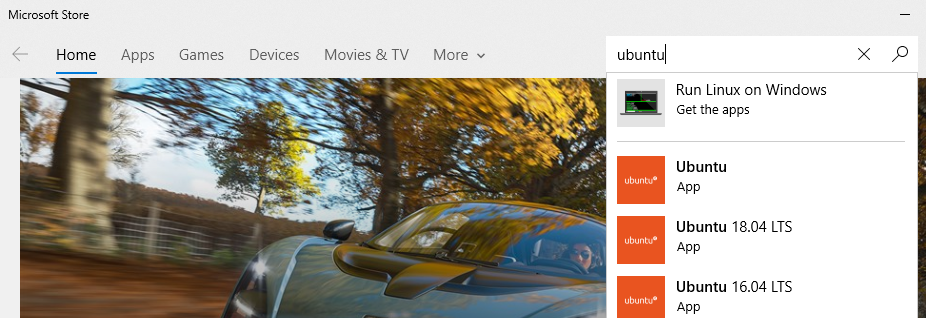 Microsoft Store
Home Apps Games Devices Movies & TV More
ubuntu
Run Linux on Windows
Get the apps
ubuntu
Ubuntu
App
ubuntu
Ubuntu 18.04 LTS
App
ubuntu
Ubuntu 16.04 LTS
App